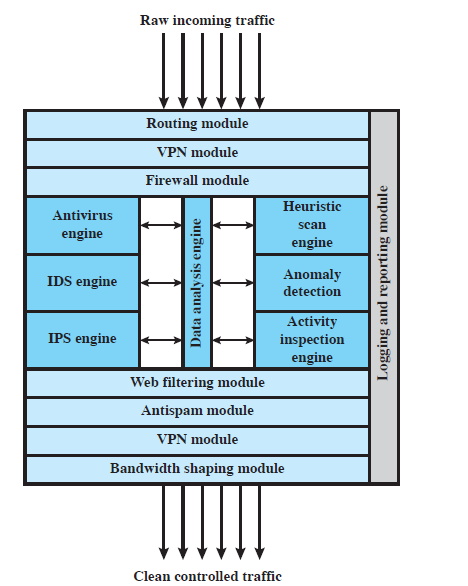 Raw incoming traffic
Routing module
VPN module
Firewall module
Antivirus
engine
IDS engine
IPS engine
Data analysis engine
Heuristic
scan
engine
Anomaly
detection
Activity
inspection
engine
Logging and reporting module
Web filtering module
Antispam module
VPN module
Bandwidth shaping module
Clean controlled traffic